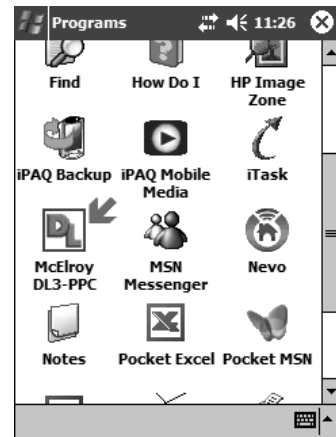 Programs 11:26
Find How Do I HP Image
Zone
iPAQ Backup iPAQ Mobile iTask
Media
DL
McElroy MSN Nevo
DL3-PPC Messenger
Notes Pocket Excel Pocket MSN